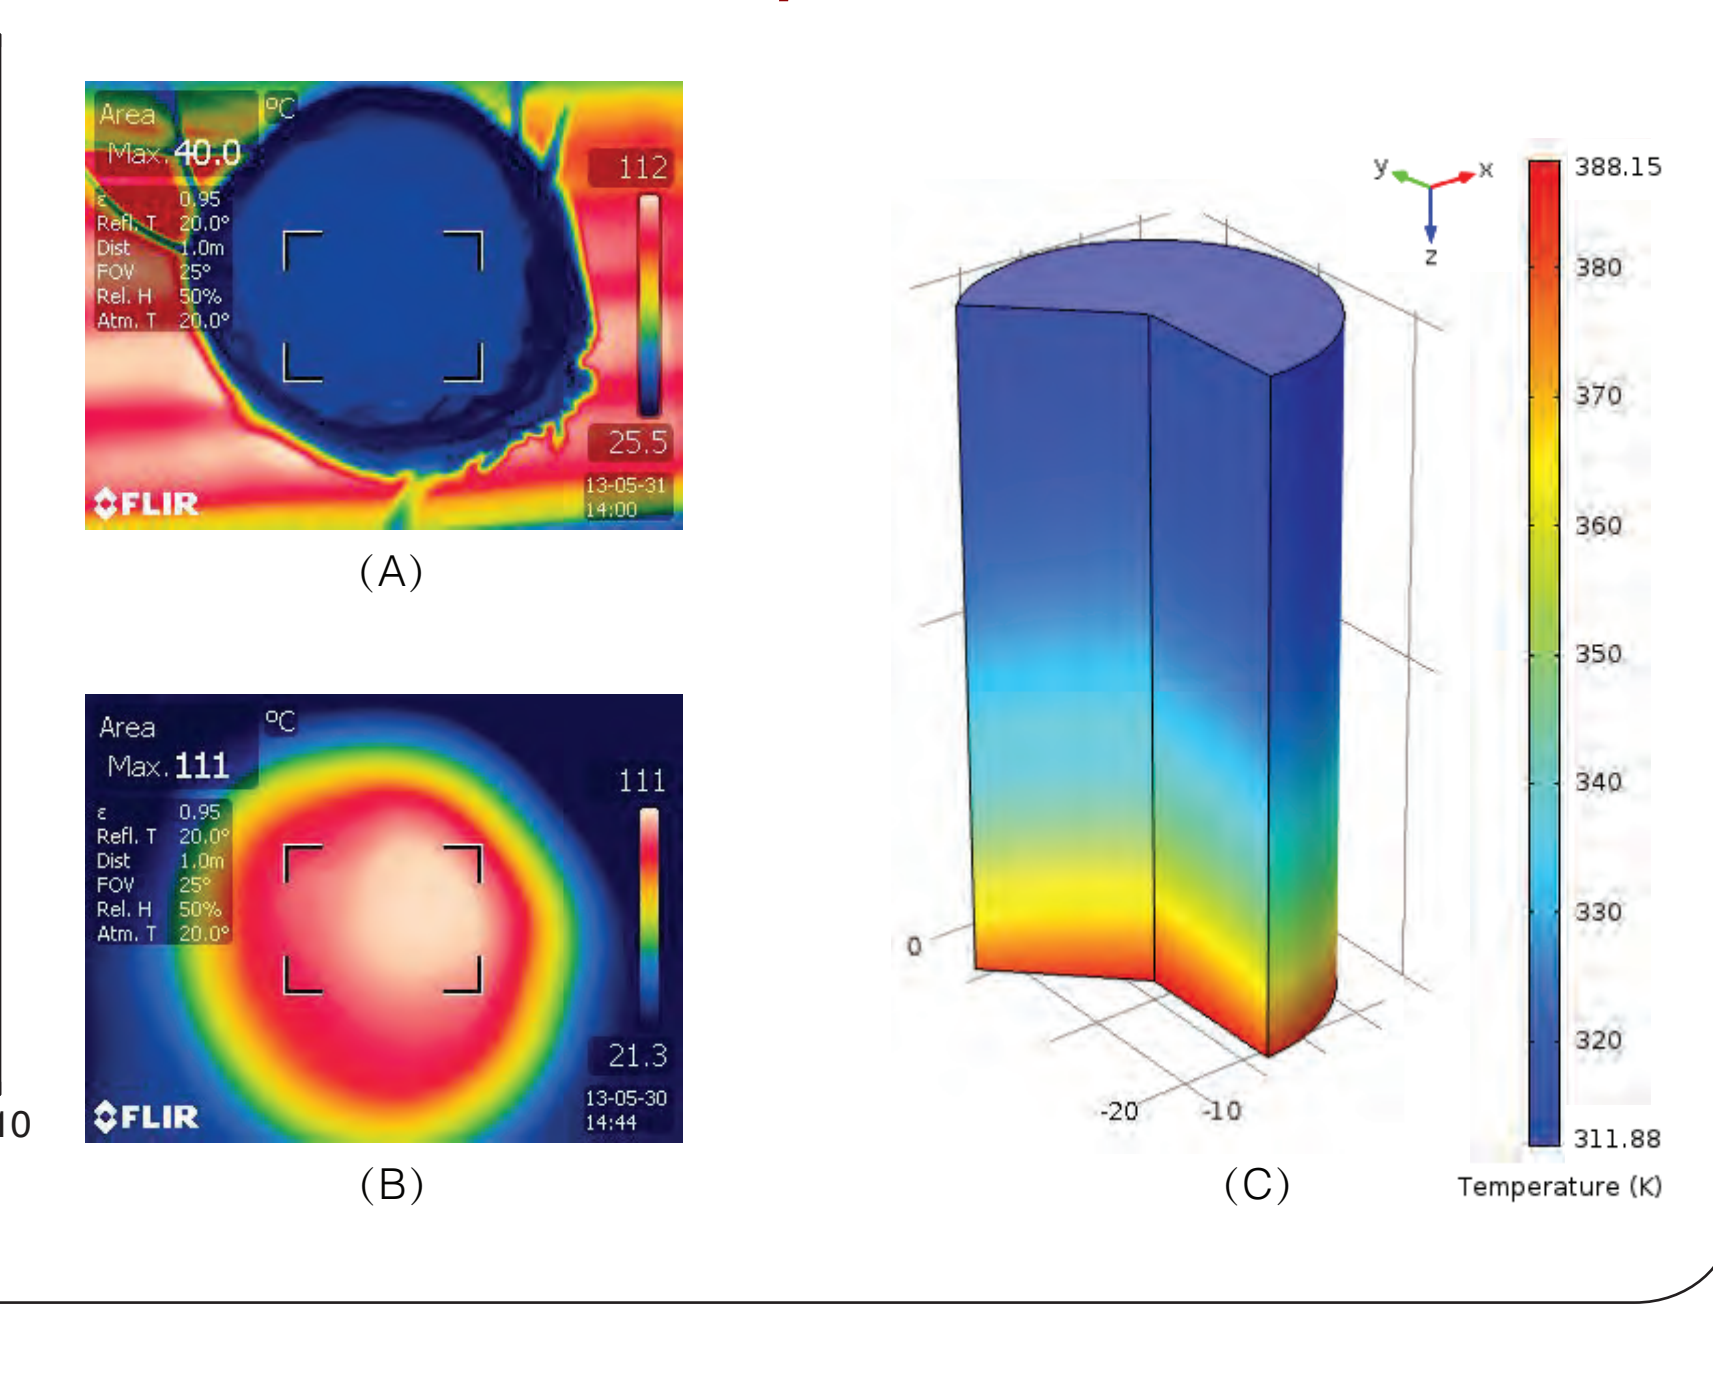 Area
°C
Max. 40.0
ε 0.95
Refl. T 20.0°
Dist 1.0m
FOV 25°
Rel. H 50%
Atm. T 20.0°
112
25.5
13-05-31
14:00
FLIR
(A)
Area
°C
Max. 111
ε 0.95
Refl. T 20.0°
Dist 1.0m
FOV 25°
Rel. H 50%
Atm. T 20.0°
111
21.3
13-05-30
14:44
FLIR
(B)
10
y x
z
0
-20 -10
(C)
388.15
380
370
360
350
340
330
320
311.88
Temperature (K)